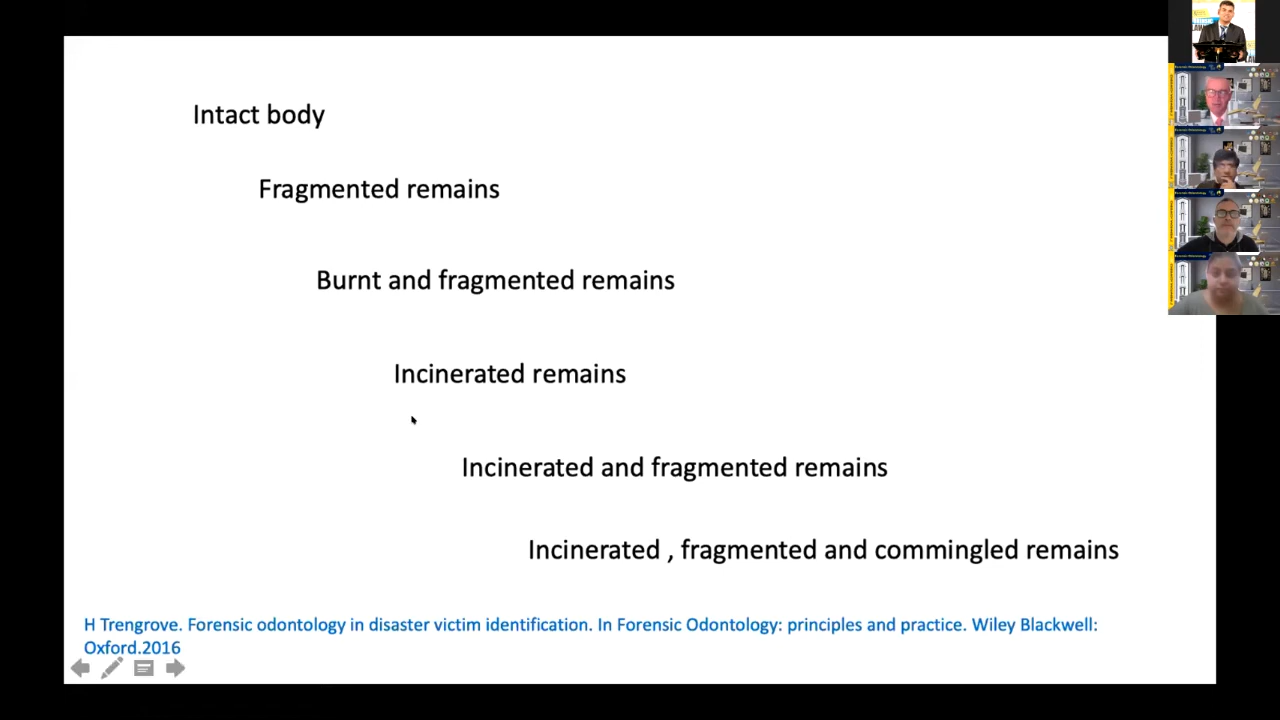 Intact body
Fragmented remains
Burnt and fragmented remains
Incinerated remains
Incinerated and fragmented remains
Incinerated , fragmented and commingled remains
H Trengrove. Forensic odontology in disaster victim identification. In Forensic Odontology: principles and practice. Wiley Blackwell:
Oxford.2016